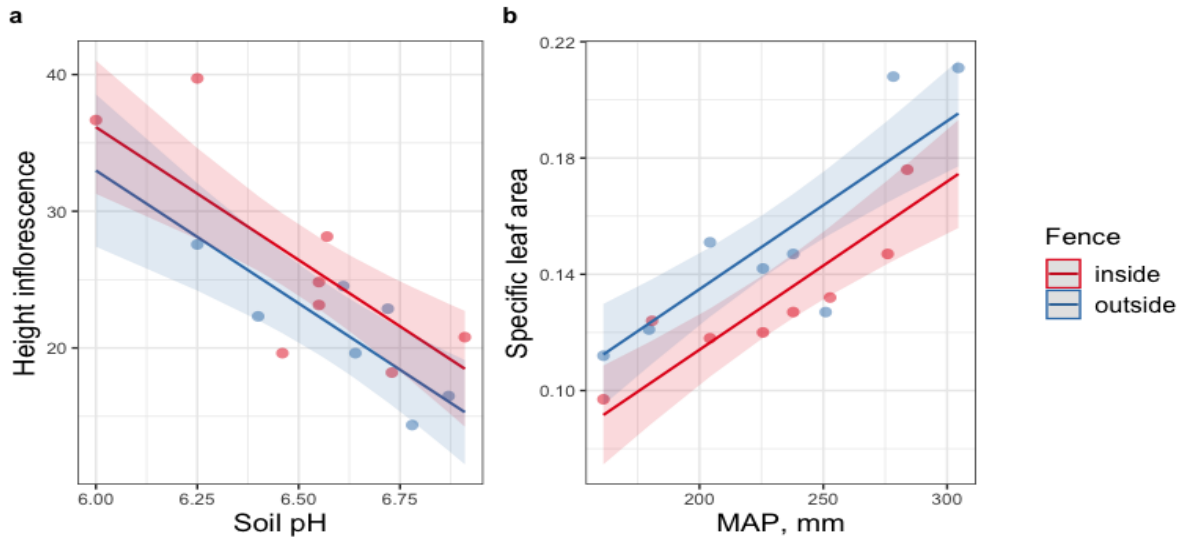 a
40
30
20
Height inflorescence
6.00 6.25 6.50 6.75
Soil pH
b
0.22
0.18
0.14
0.10
Specific leaf area
200 250 300
MAP, mm
Fence
inside
outside